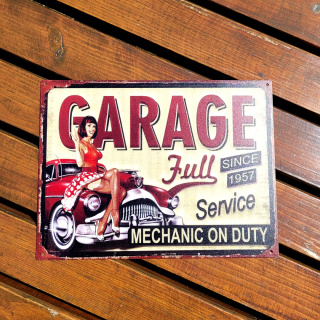 GARAGE
Full
SINCE
1957
Service
MECHANIC ON DUTY